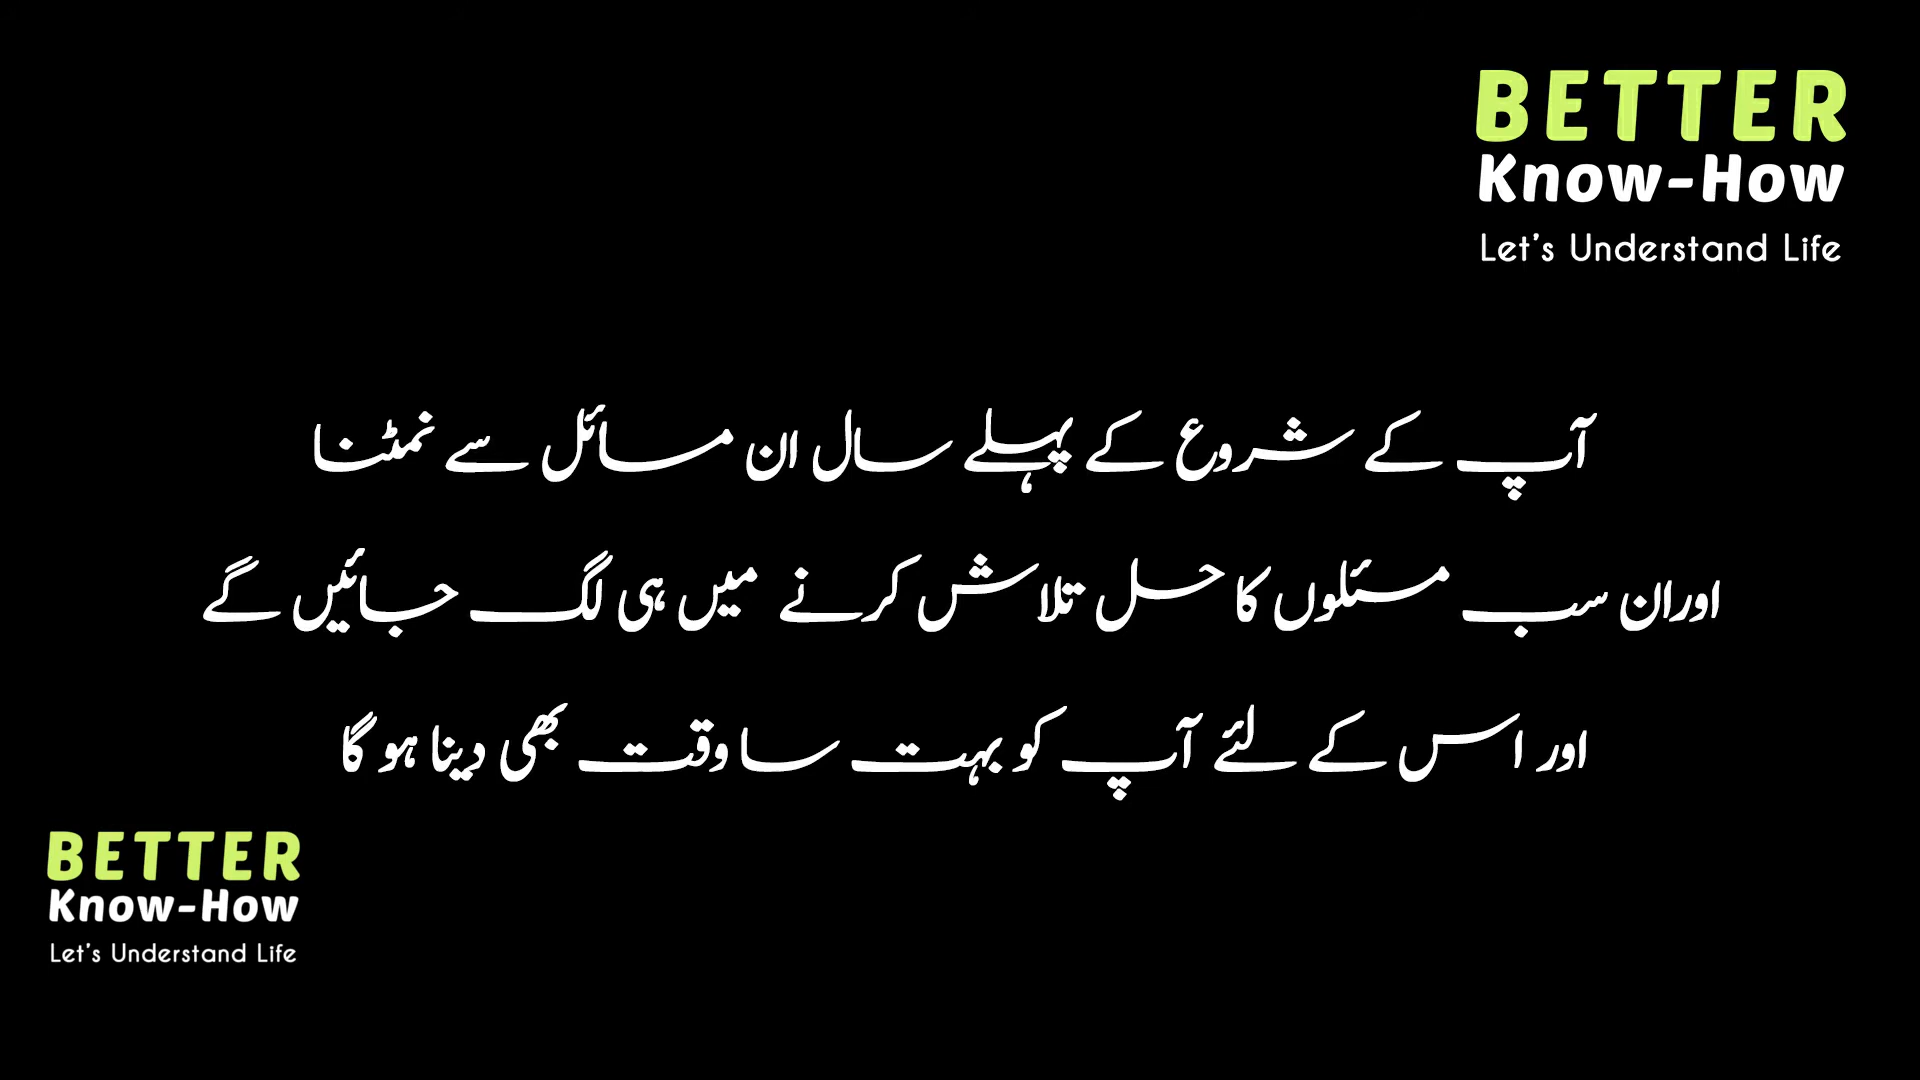 BETTER
Know-How
Let's Understand Life
آپ کے شروع کے پہلے سال ان مسائل سے نمٹنا
اوران سب مسئلوں کا حل تلاش کرنے میں ہی لگ جائیں گے
اور اس کے لئے آپ کو بہت سا وقت بھی دینا ہو گا
BETTER
Know-How
Let's Understand Life